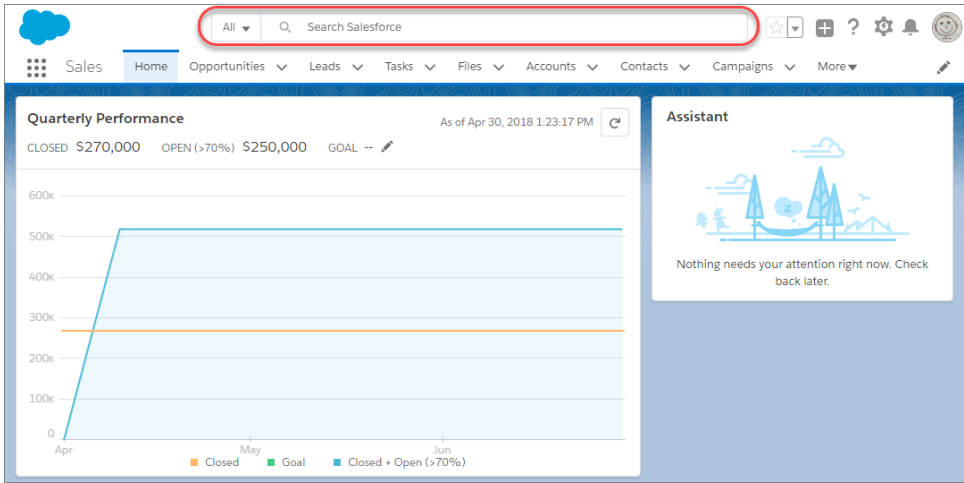 All Search Salesforce
Sales Home Opportunities Leads Tasks Files Accounts Contacts Campaigns More
Quarterly Performance
As of Apr 30, 2018 1:23:17 PM
CLOSED $270,000 OPEN (>70%) $250,000 GOAL --
600K
500K
400K
300K
200K
100K
0
Apr May Jun
Closed Goal Closed + Open (>70%)
Assistant
z
Nothing needs your attention right now. Check
back later.